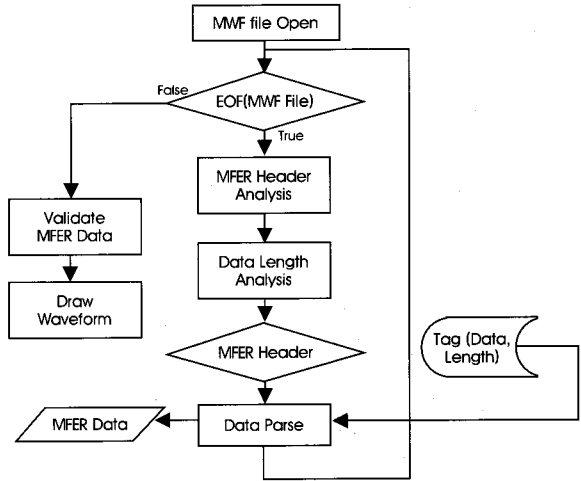 MWF file Open
False
EOF(MWF File)
True
MFER Header
Analysis
Validate
MFER Data
Data Length
Analysis
Draw
Waveform
MFER Header
Tag (Data,
Length)
MFER Data
Data Parse